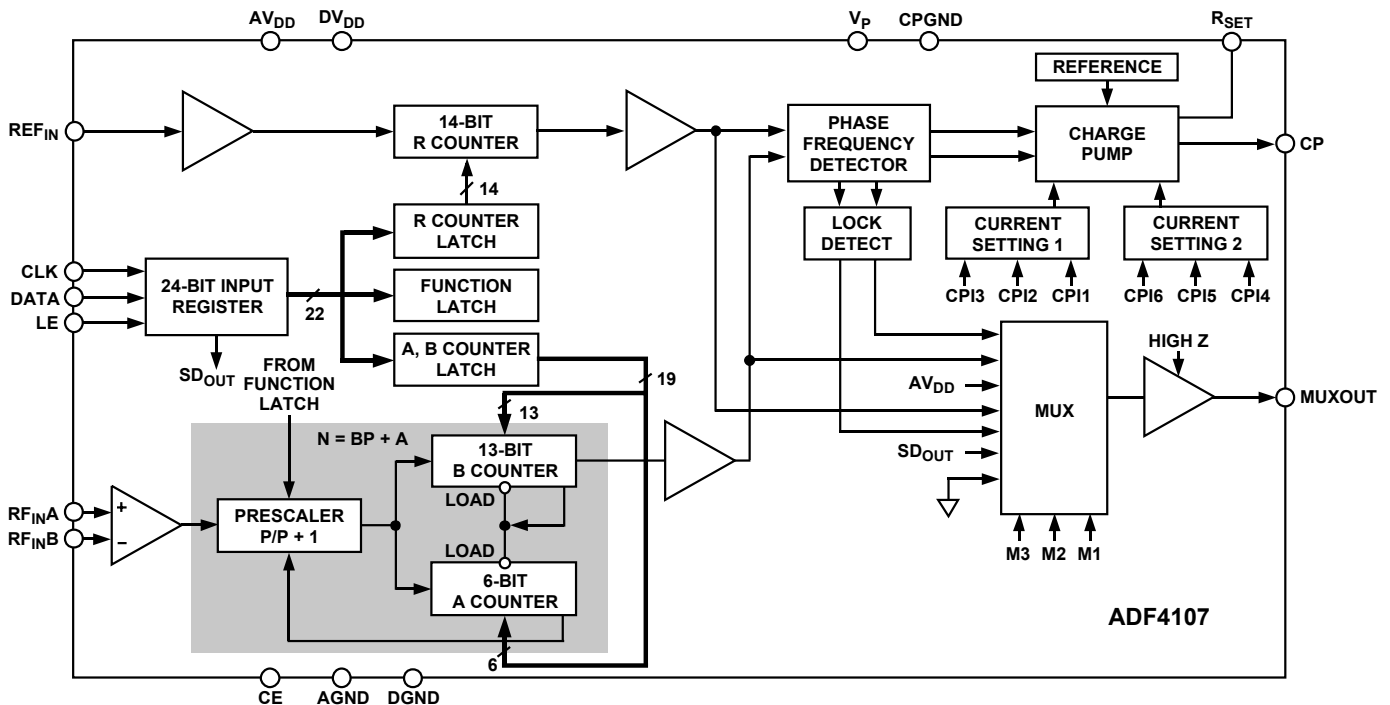 AVDD
DVDD
VP
CPGND
RSET
REFERENCE
REFIN
14-BIT
R COUNTER
PHASE
FREQUENCY
DETECTOR
CHARGE
PUMP
CP
14
R COUNTER
LATCH
LOCK
DETECT
CURRENT
SETTING 1
CURRENT
SETTING 2
CLK
DATA
LE
24-BIT INPUT
REGISTER
22
FUNCTION
LATCH
CPI3
CPI2
CPI1
CPI6
CPI5
CPI4
SDOUT
FROM
FUNCTION
LATCH
A, B COUNTER
LATCH
19
HIGH Z
AVDD
MUX
MUXOUT
13
N = BP + A
13-BIT
B COUNTER
SDOUT
LOAD
RFINA
RFINB
+
−
PRESCALER
P/P + 1
LOAD
M3
M2
M1
6-BIT
A COUNTER
ADF4107
6
CE
AGND
DGND